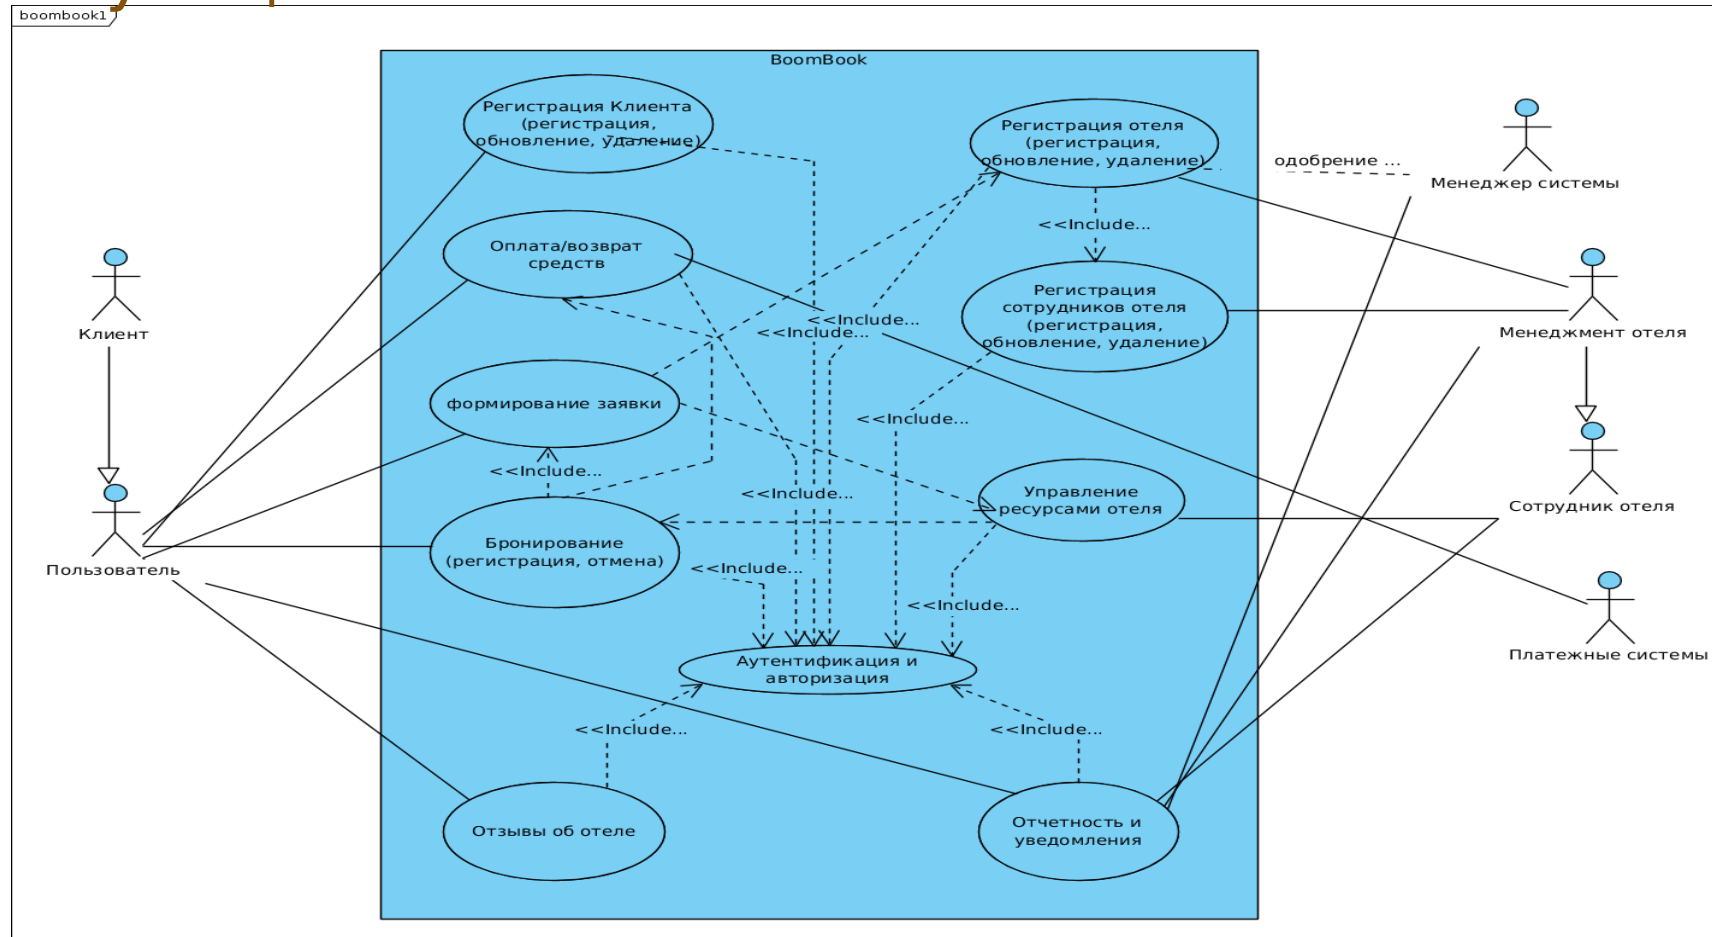 boombook1
BoomBook
Регистрация Клиента
(регистрация,
обновление, удаление)
Регистрация отеля
(регистрация,
обновление, удаление)
одобрение ...
Менеджер системы
<<Include...
Оплата/возврат
средств
Регистрация
сотрудников отеля
(регистрация,
обновление, удаление)
<<Include...
<<Include...
Клиент
Менеджмент отеля
формирование заявки
<<Include...
<<Include...
<<Include...
Управление
ресурсами отеля
Сотрудник отеля
Бронирование
(регистрация, отмена)
Пользователь
<<Include...
<<Include...
Платежные системы
Аутентификация и
авторизация
<<Include...
<<Include...
Отзывы об отеле
Отчетность и
уведомления